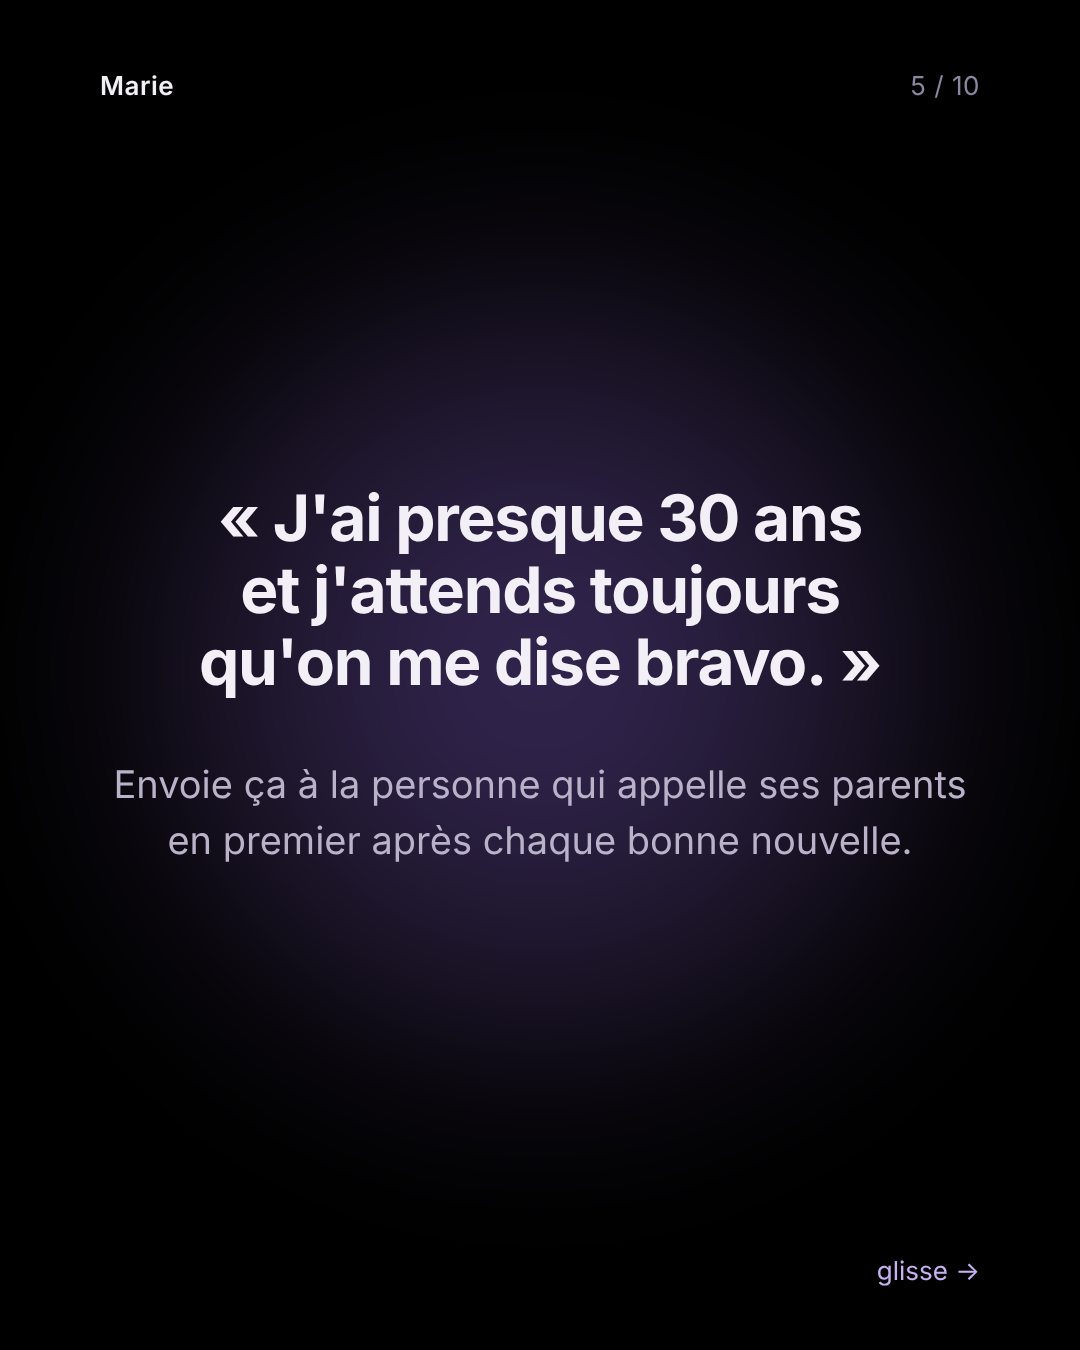 Marie
5 / 10
« J'ai presque 30 ans
et j'attends toujours
qu'on me dise bravo. »
Envoie ça à la personne qui appelle ses parents
en premier après chaque bonne nouvelle.
glisse →